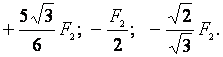 + 5√3/6 F₂; − F₂/2; − √2/√3 F₂.